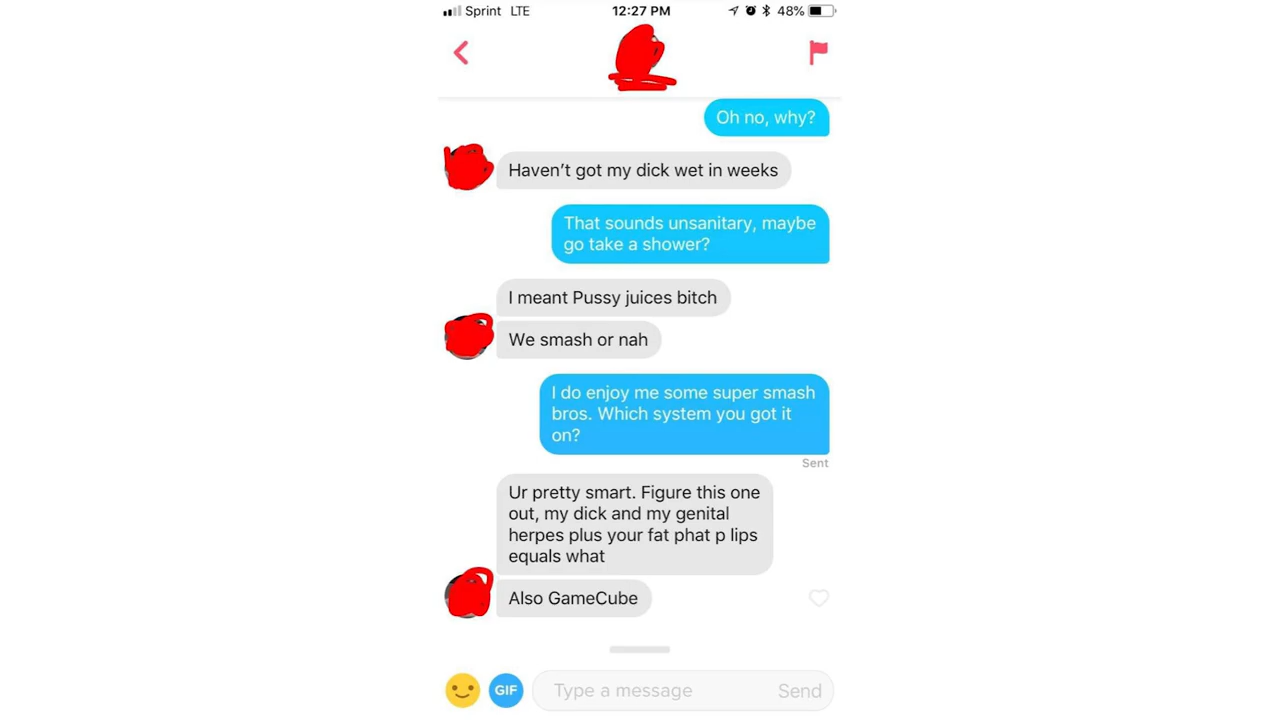 Sprint LTE 12:27 PM 48%
Oh no, why?
Haven't got my dick wet in weeks
That sounds unsanitary, maybe
go take a shower?
I meant Pussy juices bitch
We smash or nah
I do enjoy me some super smash
bros. Which system you got it
on?
Sent
Ur pretty smart. Figure this one
out, my dick and my genital
herpes plus your fat phat p lips
equals what
Also GameCube
GIF Type a message Send